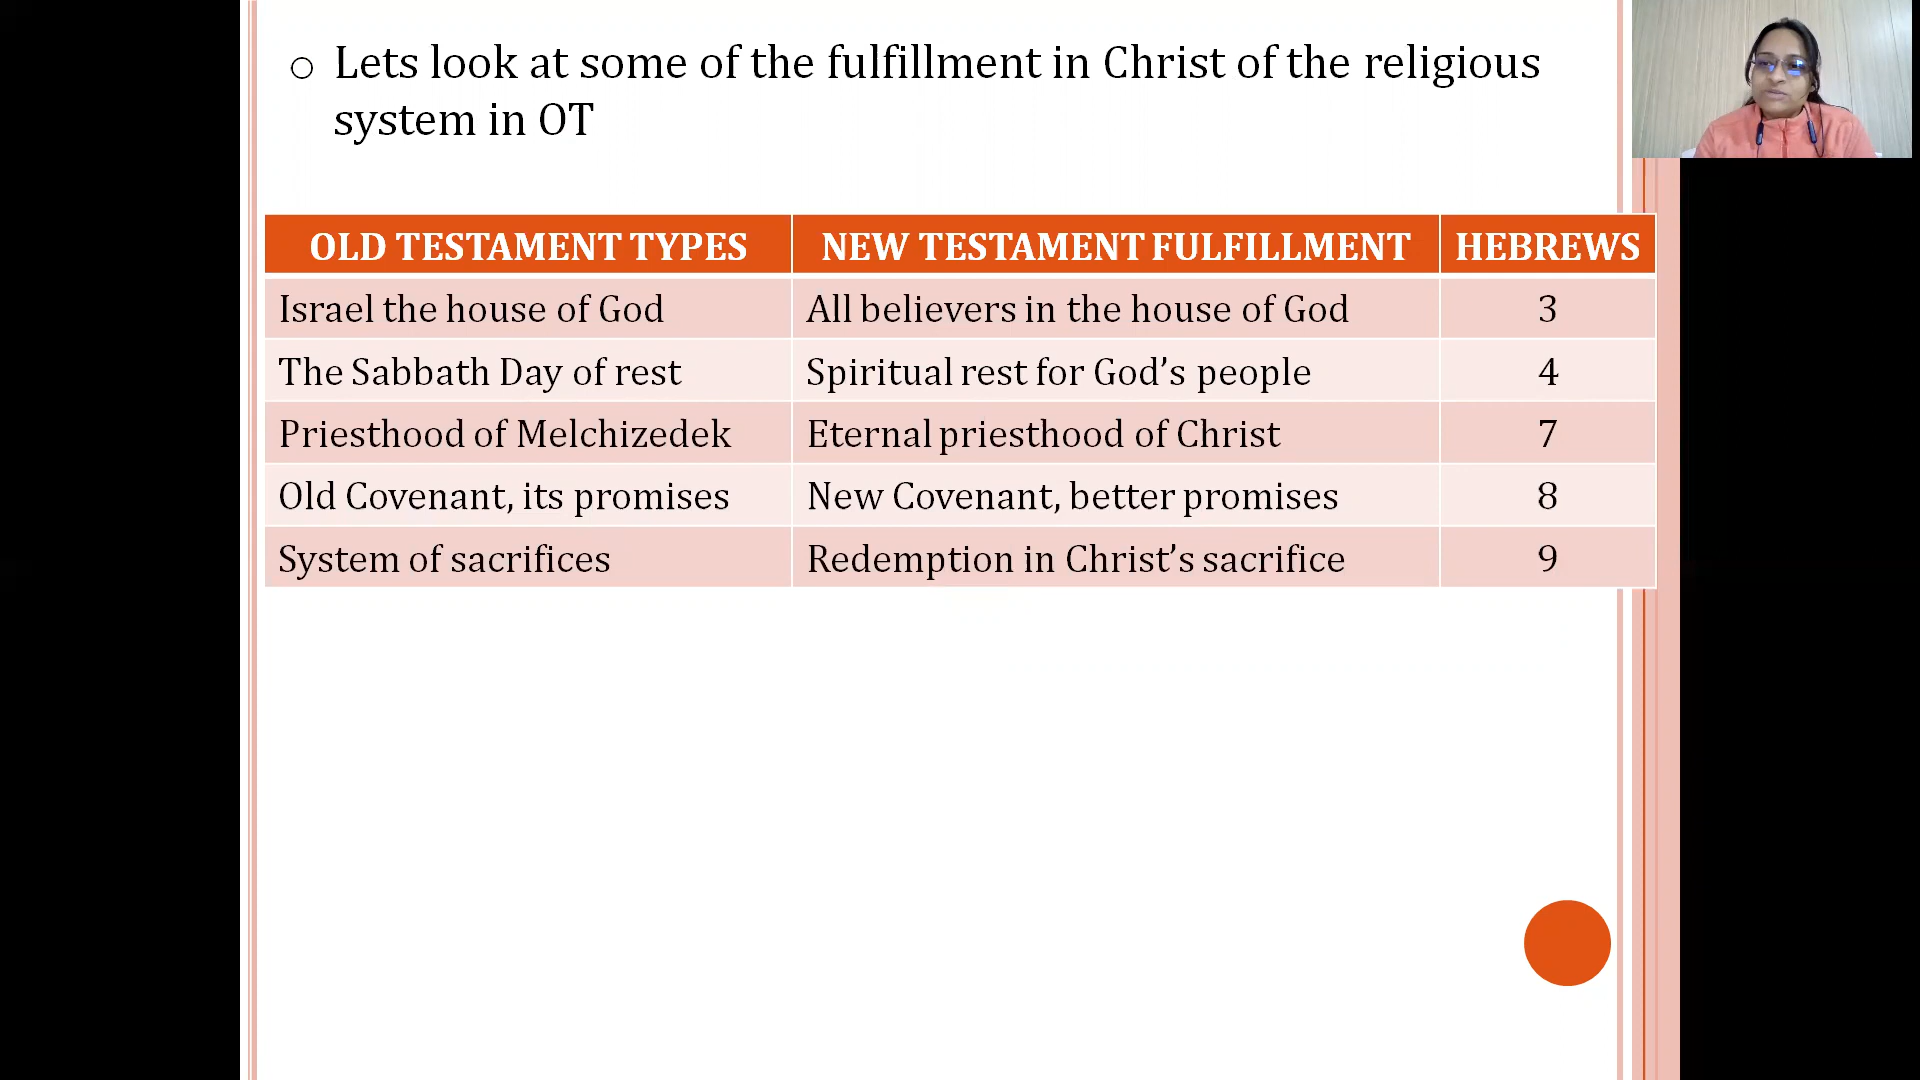 Lets look at some of the fulfillment in Christ of the religious
system in OT
OLD TESTAMENT TYPES NEW TESTAMENT FULFILLMENT HEBREWS
Israel the house of God All believers in the house of God 3
The Sabbath Day of rest Spiritual rest for God’s people 4
Priesthood of Melchizedek Eternal priesthood of Christ 7
Old Covenant, its promises New Covenant, better promises 8
System of sacrifices Redemption in Christ’s sacrifice 9